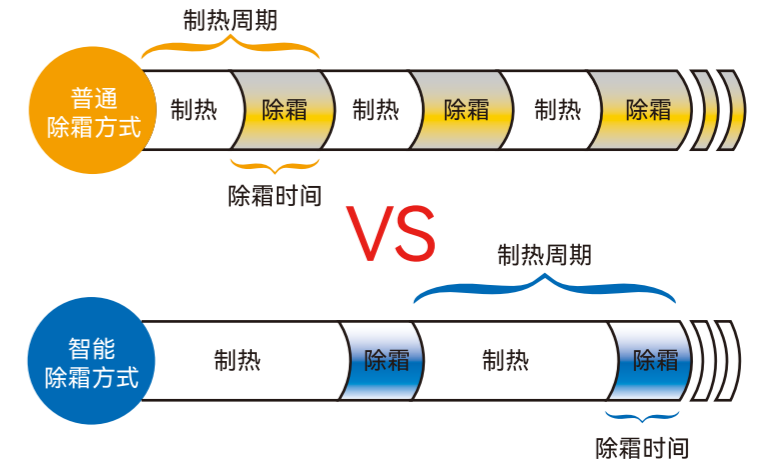 制热周期
普通
除霜方式
制热 除霜 制热 除霜 制热 除霜
除霜时间
VS
制热周期
智能
除霜方式
制热 除霜 制热 除霜
除霜时间